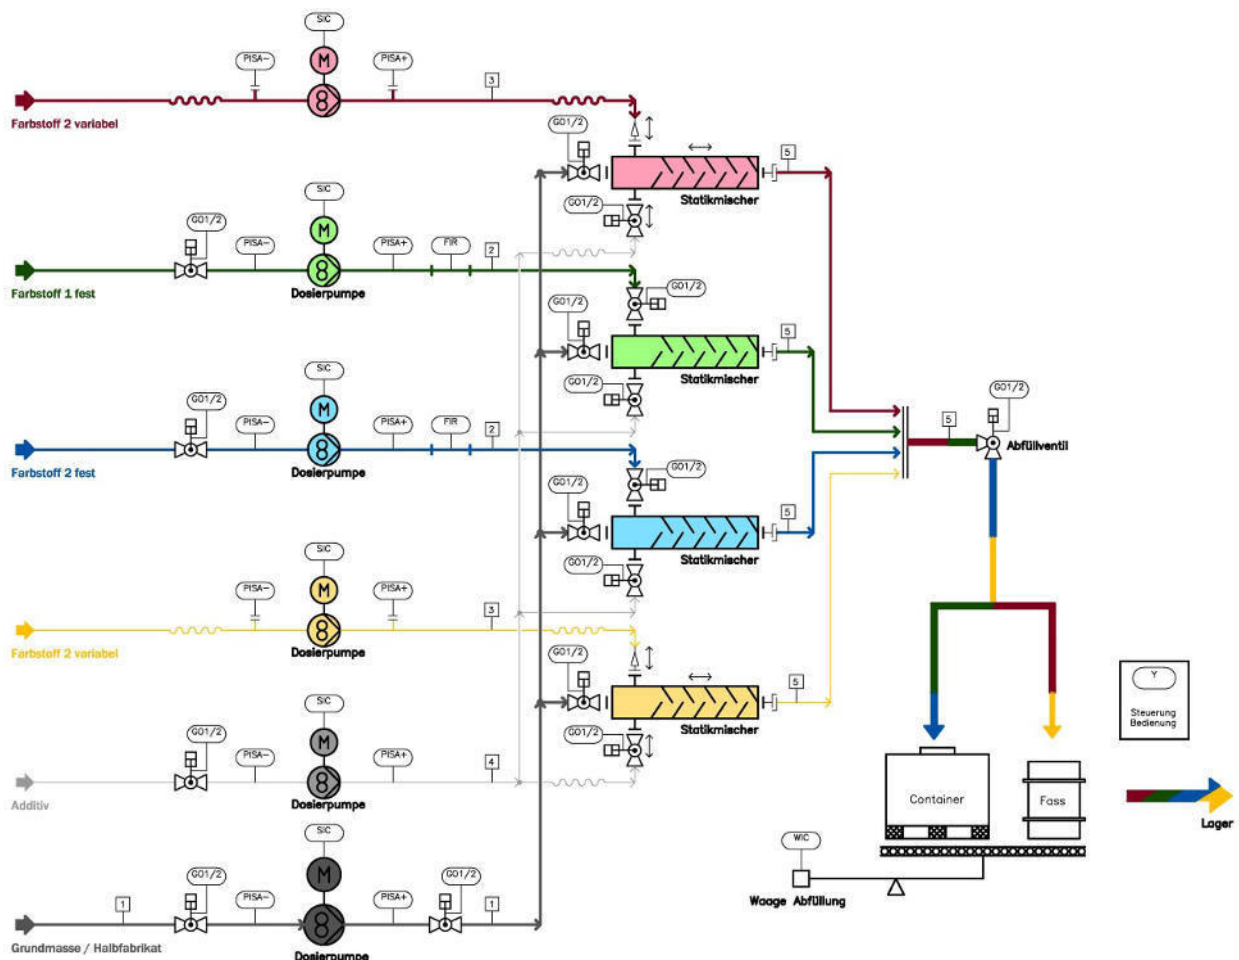 SIC
PISA-
M
PISA+
3
Farbstoff 2 variabel
GO1/2
5
Statikmischer
GO1/2
SIC
GO1/2
PISA-
M
PISA+
FIR
2
Farbstoff 1 fest
Dosierpumpe
GO1/2
GO1/2
5
Statikmischer
GO1/2
SIC
GO1/2
PISA-
M
PISA+
FIR
2
GO1/2
5
Abfüllventil
Farbstoff 2 fest
Dosierpumpe
GO1/2
GO1/2
5
Statikmischer
GO1/2
SIC
PISA-
M
PISA+
3
Farbstoff 2 variabel
Dosierpumpe
GO1/2
5
Statikmischer
GO1/2
Y
Steuerung
Bedienung
SIC
GO1/2
PISA-
M
PISA+
4
Additiv
Dosierpumpe
Container
Fass
Lager
SIC
WIC
GO1/2
PISA-
M
PISA+
GO1/2
1
1
Waage Abfüllung
Grundmasse / Halbfabrikat
Dosierpumpe